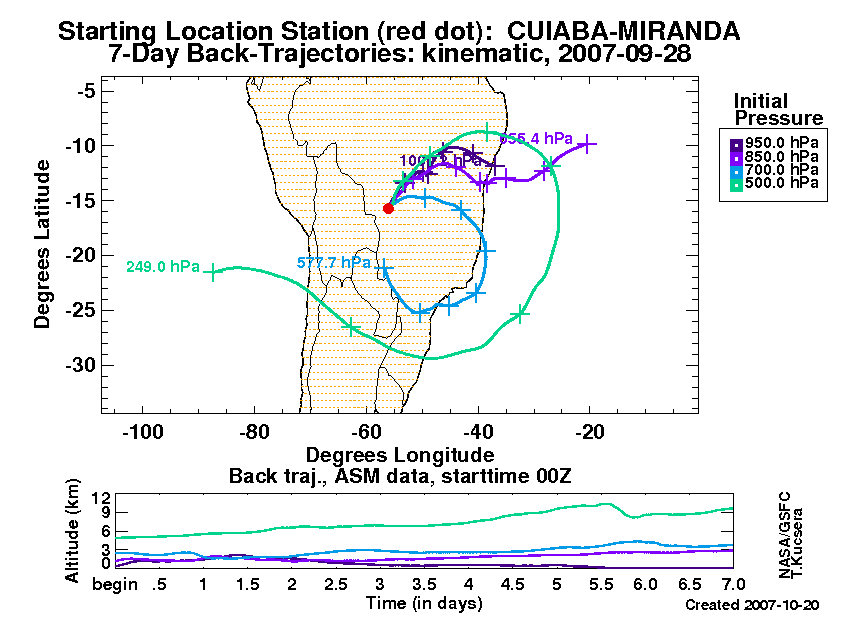 Starting Location Station (red dot): CUIABA-MIRANDA
7-Day Back-Trajectories: kinematic, 2007-09-28
Initial
Pressure
950.0 hPa
850.0 hPa
700.0 hPa
500.0 hPa
Degrees Latitude
-5
-10
-15
-20
-25
-30
655.4 hPa
hPa
577.7 hPa
249.0 hPa
-100
-80
-60
-40
-20
Degrees Longitude
Back traj., ASM data, starttime 00Z
Altitude (km)
12
9
6
3
0
begin .5 1 1.5 2 2.5 3 3.5 4 4.5 5 5.5 6.0 6.5 7.0
Time (in days)
NASA/GSFC
T.Kucsera
Created 2007-10-20